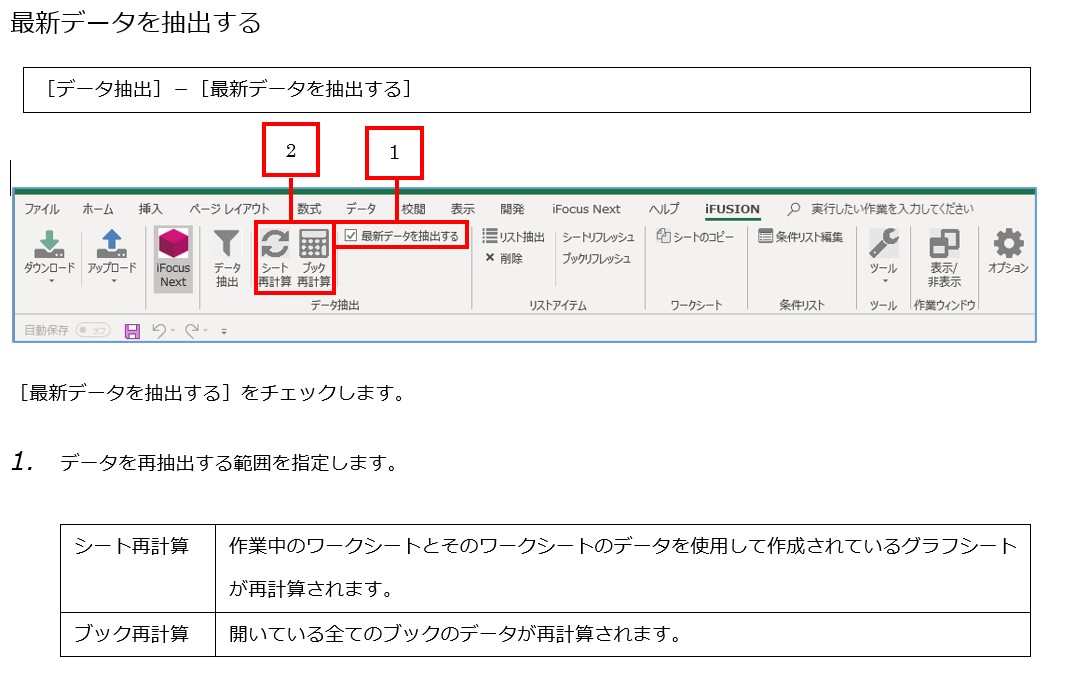 最新データを抽出する
［データ抽出］－［最新データを抽出する］
2
1
ファイル ホーム 挿入 ページ レイアウト 数式 データ 校閲 表示 開発 iFocus Next ヘルプ iFUSION 実行したい作業を入力してください
ダウンロード
アップロード
iFocus
Next
データ
抽出
シート
再計算
ブック
再計算
最新データを抽出する
データ抽出
リスト抽出
削除
シートリフレッシュ
ブックリフレッシュ
リストアイテム
シートのコピー
ワークシート
条件リスト編集
条件リスト
ツール
ツール
表示/
非表示
作業ウィンドウ
オプション
自動保存 オフ
［最新データを抽出する］をチェックします。
1. データを再抽出する範囲を指定します。
シート再計算 作業中のワークシートとそのワークシートのデータを使用して作成されているグラフシート
が再計算されます。
ブック再計算 開いている全てのブックのデータが再計算されます。